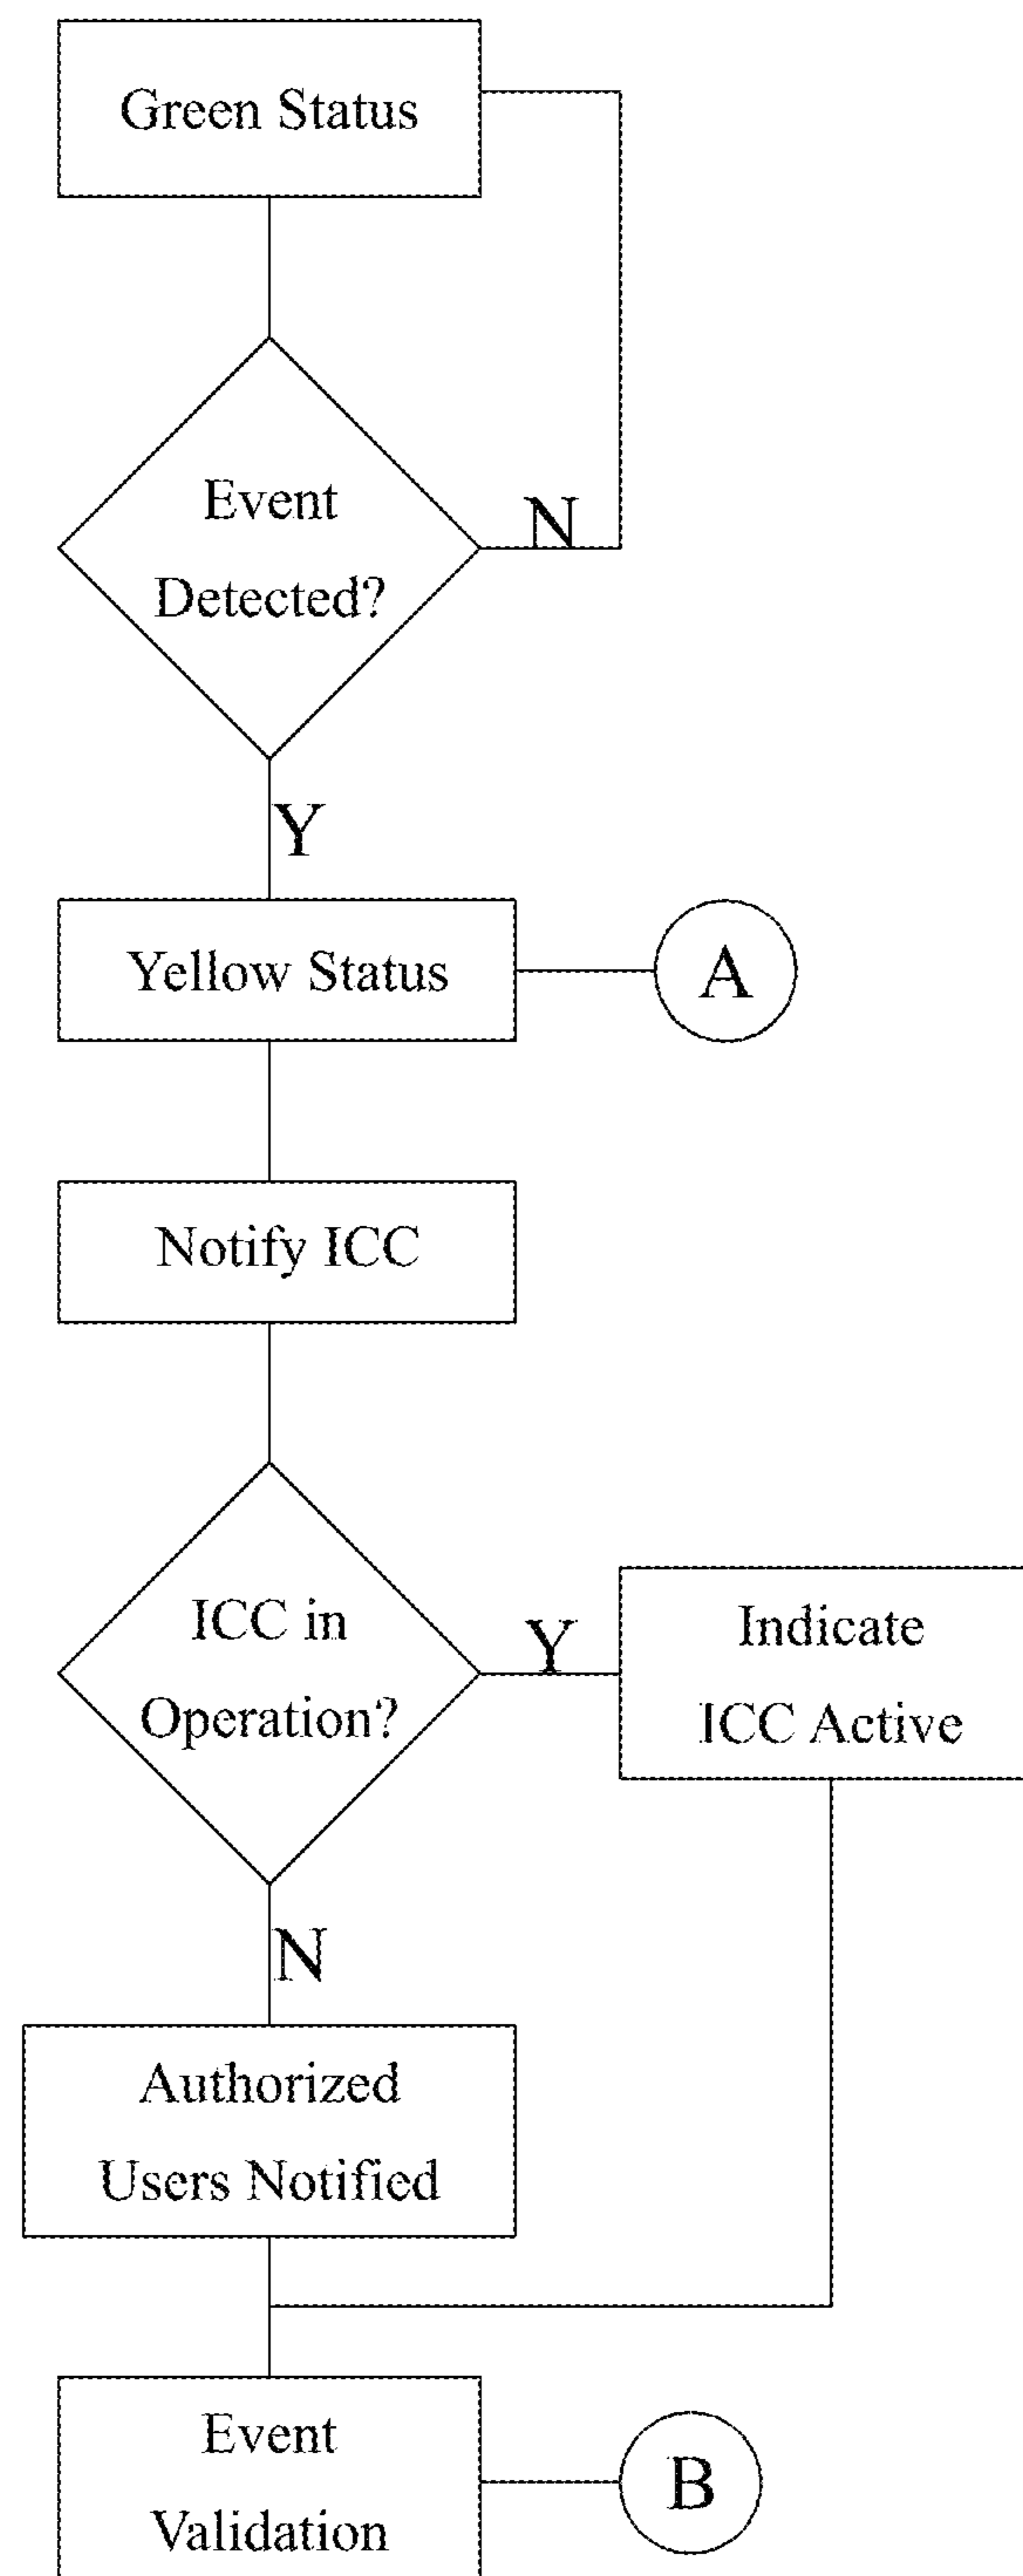 Green Status
Event
Detected?
N
Y
Yellow Status
A
Notify ICC
ICC in
Operation?
Y
Indicate
ICC Active
N
Authorized
Users Notified
Event
Validation
B